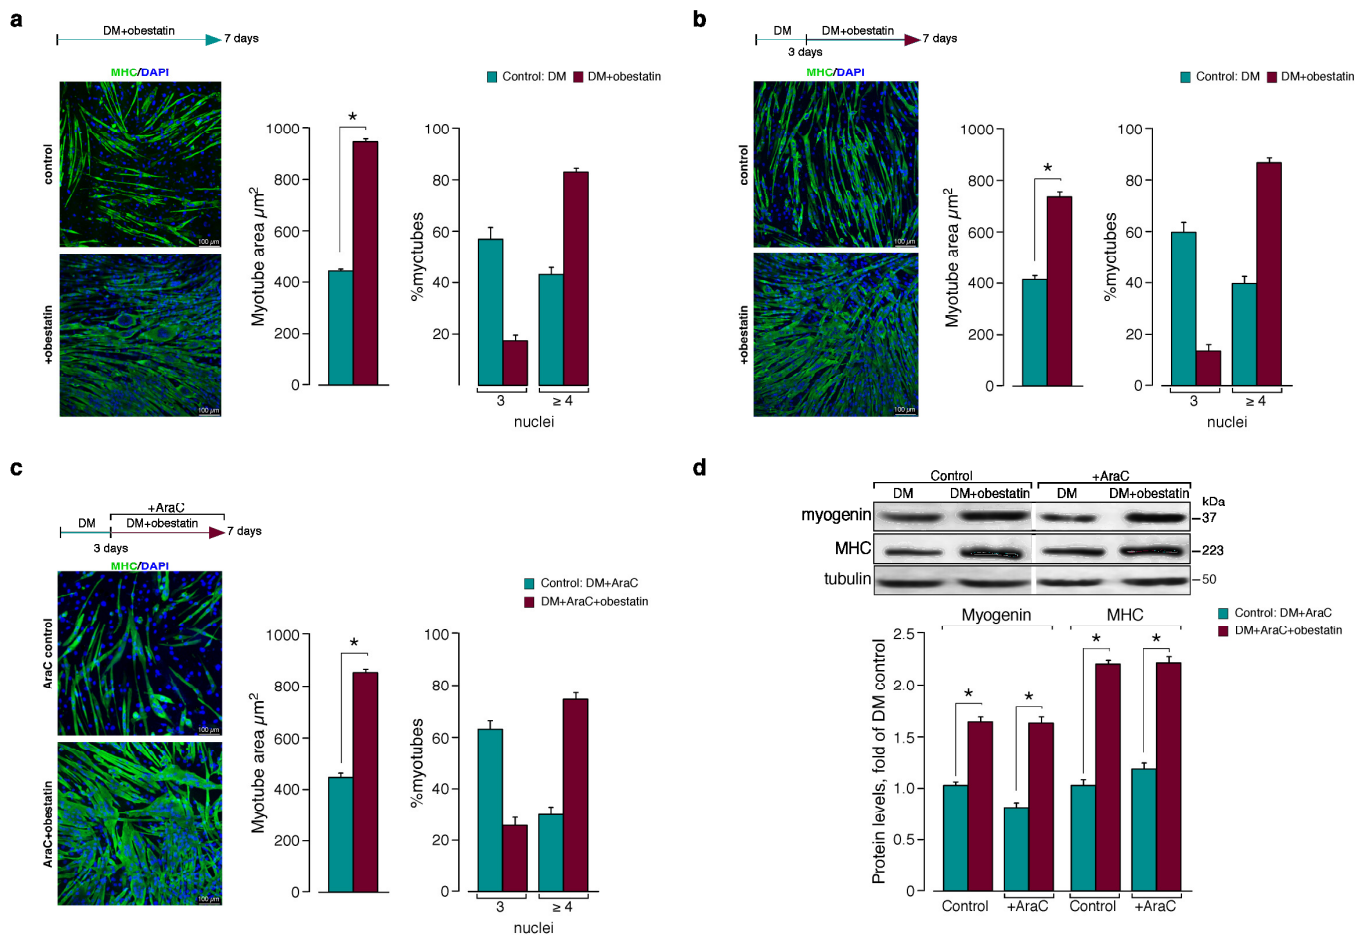 a
DM+obestatin
7 days
MHC/DAPI
control
100 µm
+obestatin
100 µm
Control: DM
DM+obestatin
Myotube area µm2
1000
800
600
400
200
0
*
%myctubes
100
80
60
40
20
3
≥ 4
nuclei
b
DM
DM+obestatin
3 days
7 days
MHC/DAPI
control
100 µm
+obestatin
100 µm
Control: DM
DM+obestatin
Myotube area µm2
1000
800
600
400
200
0
*
%myctubes
100
80
60
40
20
0
3
≥ 4
nuclei
c
+AraC
DM
DM+obestatin
3 days
7 days
MHC/DAPI
AraC control
100 µm
AraC+obestatin
100 µm
Control: DM+AraC
DM+AraC+obestatin
Myotube area µm2
1000
800
600
400
200
0
*
%myotubes
100
80
60
40
20
0
3
≥ 4
nuclei
d
Control
+AraC
DM
DM+obestatin
DM
DM+obestatin
kDa
myogenin
37
MHC
223
tubulin
50
Myogenin
MHC
Control: DM+AraC
DM+AraC+obestatin
Protein levels, fold of DM control
2.5
2.0
1.5
1.0
0.5
0
*
*
*
*
Control
+AraC
Control
+AraC